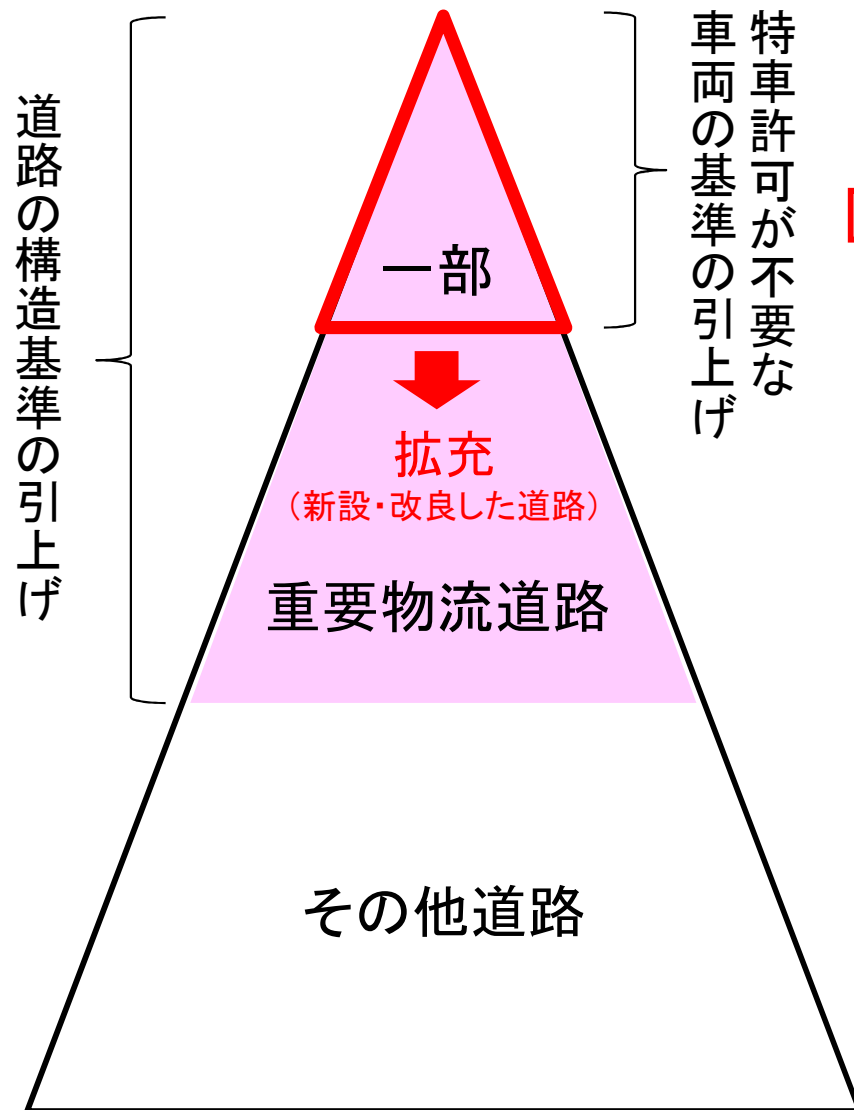 道路の構造基準の引上げ
特車許可が不要な
車両の基準の引上げ
一部
拡充
（新設・改良した道路）
重要物流道路
その他道路